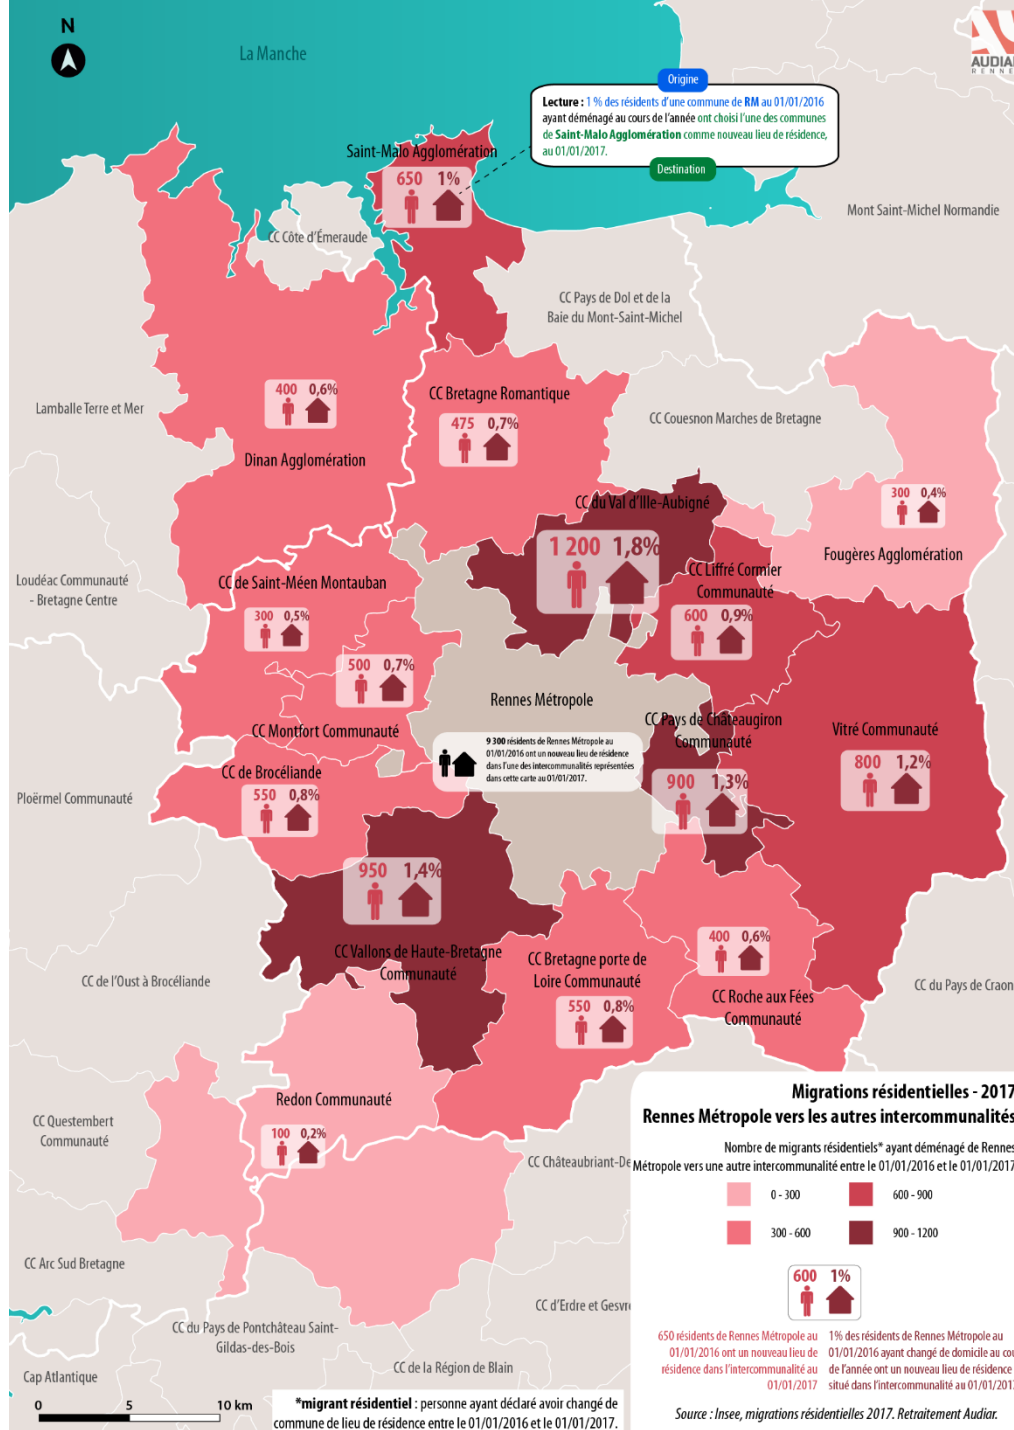 N
La Manche
AUDIAR
RENNES
Origine
Lecture : 1 % des résidents d'une commune de RM au 01/01/2016
ayant déménagé au cours de l'année ont choisi l'une des communes
de Saint-Malo Agglomération comme nouveau lieu de résidence,
au 01/01/2017.
Destination
Saint-Malo Agglomération
650 1%
Mont Saint-Michel Normandie
CC Côte d'Émeraude
CC Pays de Dol et de la
Baie du Mont-Saint-Michel
Lamballe Terre et Mer
400 0,6%
Dinan Agglomération
CC Bretagne Romantique
475 0,7%
CC Couesnon Marches de Bretagne
300 0,4%
Fougères Agglomération
CC du Val d'Ille-Aubigné
1 200 1,8%
CC Liffré Cormier
Communauté
600 0,9%
Loudéac Communauté
- Bretagne Centre
CC de Saint-Méen Montauban
300 0,5%
500 0,7%
CC Montfort Communauté
Rennes Métropole
9 300 résidents de Rennes Métropole au
01/01/2016 ont un nouveau lieu de résidence
dans l'une des intercommunalités représentées
dans cette carte au 01/01/2017.
CC Pays de Châteaugiron
Communauté
900 1,3%
Vitré Communauté
800 1,2%
Ploërmel Communauté
CC de Brocéliande
550 0,8%
950 1,4%
CC Vallons de Haute-Bretagne
Communauté
CC Bretagne porte de
Loire Communauté
550 0,8%
400 0,6%
CC Roche aux Fées
Communauté
CC de l'Oust à Brocéliande
CC du Pays de Craon
Redon Communauté
100 0,2%
CC Questembert
Communauté
CC Châteaubriant-De
CC Arc Sud Bretagne
CC d'Erdre et Gesvre
CC du Pays de Pontchâteau Saint-
Gildas-des-Bois
CC de la Région de Blain
Cap Atlantique
0 5 10 km
*migrant résidentiel : personne ayant déclaré avoir changé de
commune de lieu de résidence entre le 01/01/2016 et le 01/01/2017.
Migrations résidentielles - 2017
Rennes Métropole vers les autres intercommunalités
Nombre de migrants résidentiels* ayant déménagé de Rennes
Métropole vers une autre intercommunalité entre le 01/01/2016 et le 01/01/2017
0 - 300
600 - 900
300 - 600
900 - 1200
600 1%
650 résidents de Rennes Métropole au
01/01/2016 ont un nouveau lieu de
résidence dans l'intercommunalité au
01/01/2017
1% des résidents de Rennes Métropole au
01/01/2016 ayant changé de domicile au cou
de l'année ont un nouveau lieu de résidence
situé dans l'intercommunalité au 01/01/2017
Source : Insee, migrations résidentielles 2017. Retraitement Audiar.